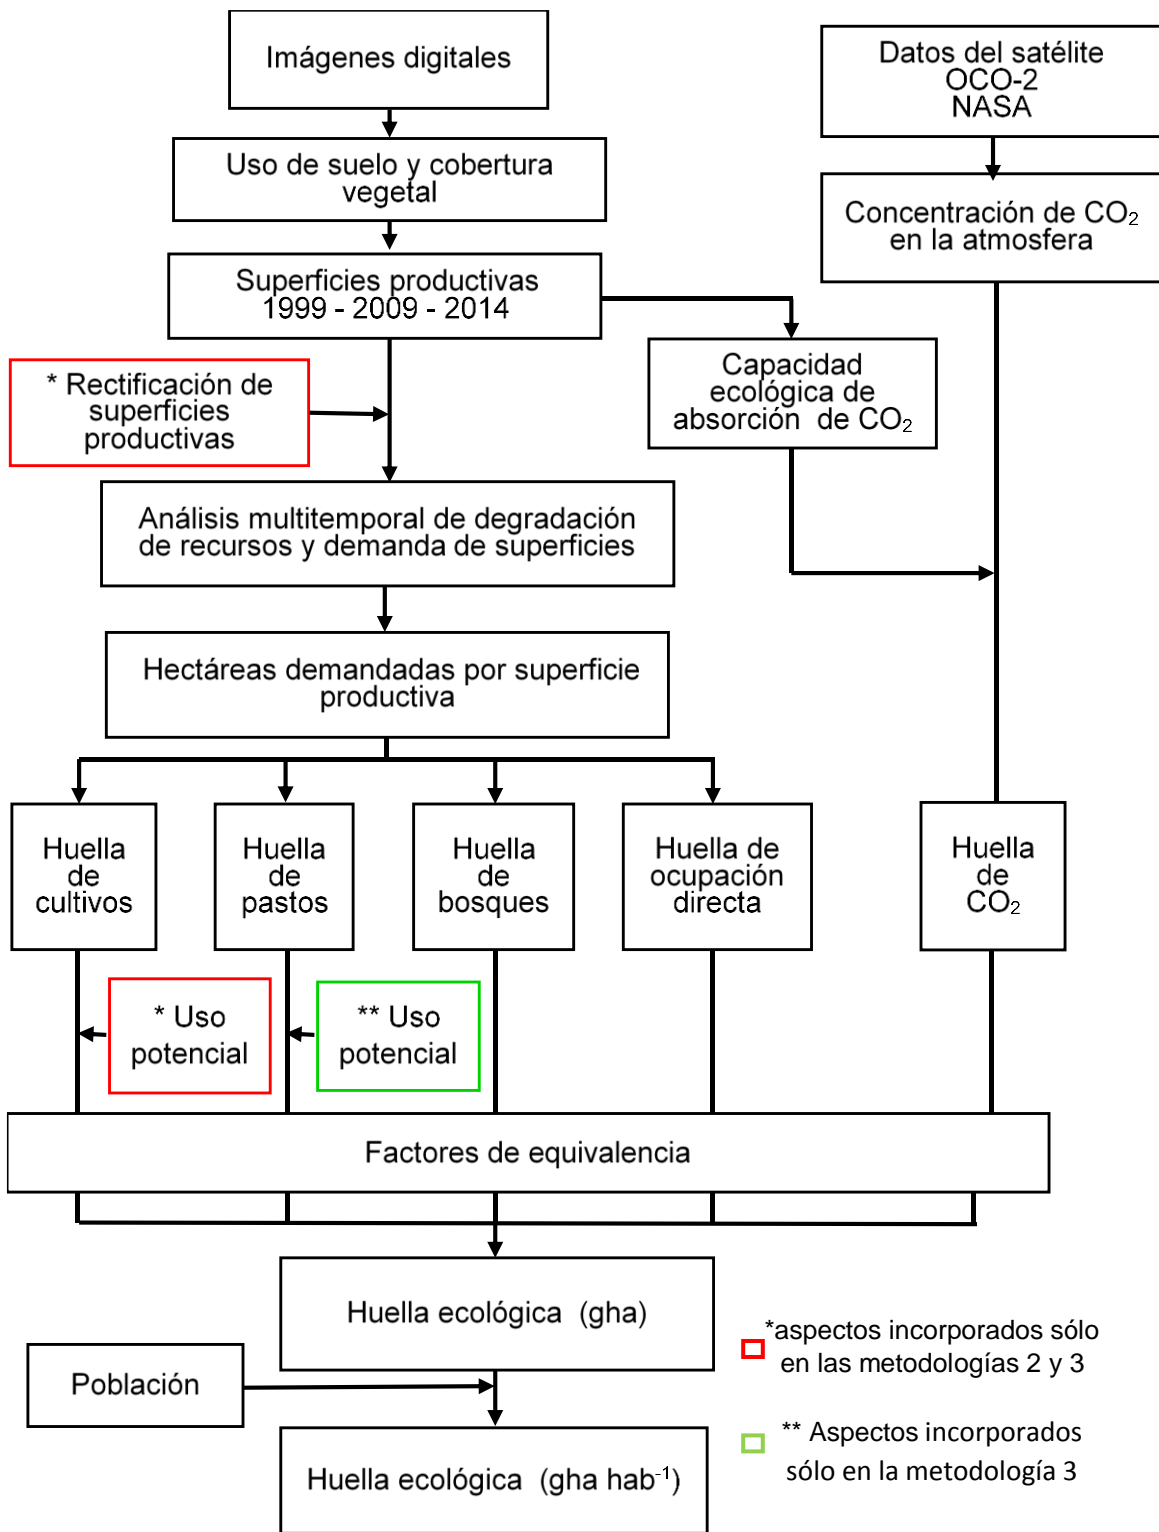 Imágenes digitales
Datos del satélite
OCO-2
NASA
Uso de suelo y cobertura
vegetal
Concentración de CO₂
en la atmosfera
Superficies productivas
1999 - 2009 - 2014
* Rectificación de
superficies
productivas
Capacidad
ecológica de
absorción de CO₂
Análisis multitemporal de degradación
de recursos y demanda de superficies
Hectáreas demandadas por superficie
productiva
Huella
de
cultivos
Huella
de
pastos
Huella
de
bosques
Huella de
ocupación
directa
Huella
de
CO₂
* Uso
potencial
** Uso
potencial
Factores de equivalencia
Huella ecológica (gha)
*aspectos incorporados sólo
en las metodologías 2 y 3
Población
** Aspectos incorporados
sólo en la metodología 3
Huella ecológica (gha hab⁻¹)